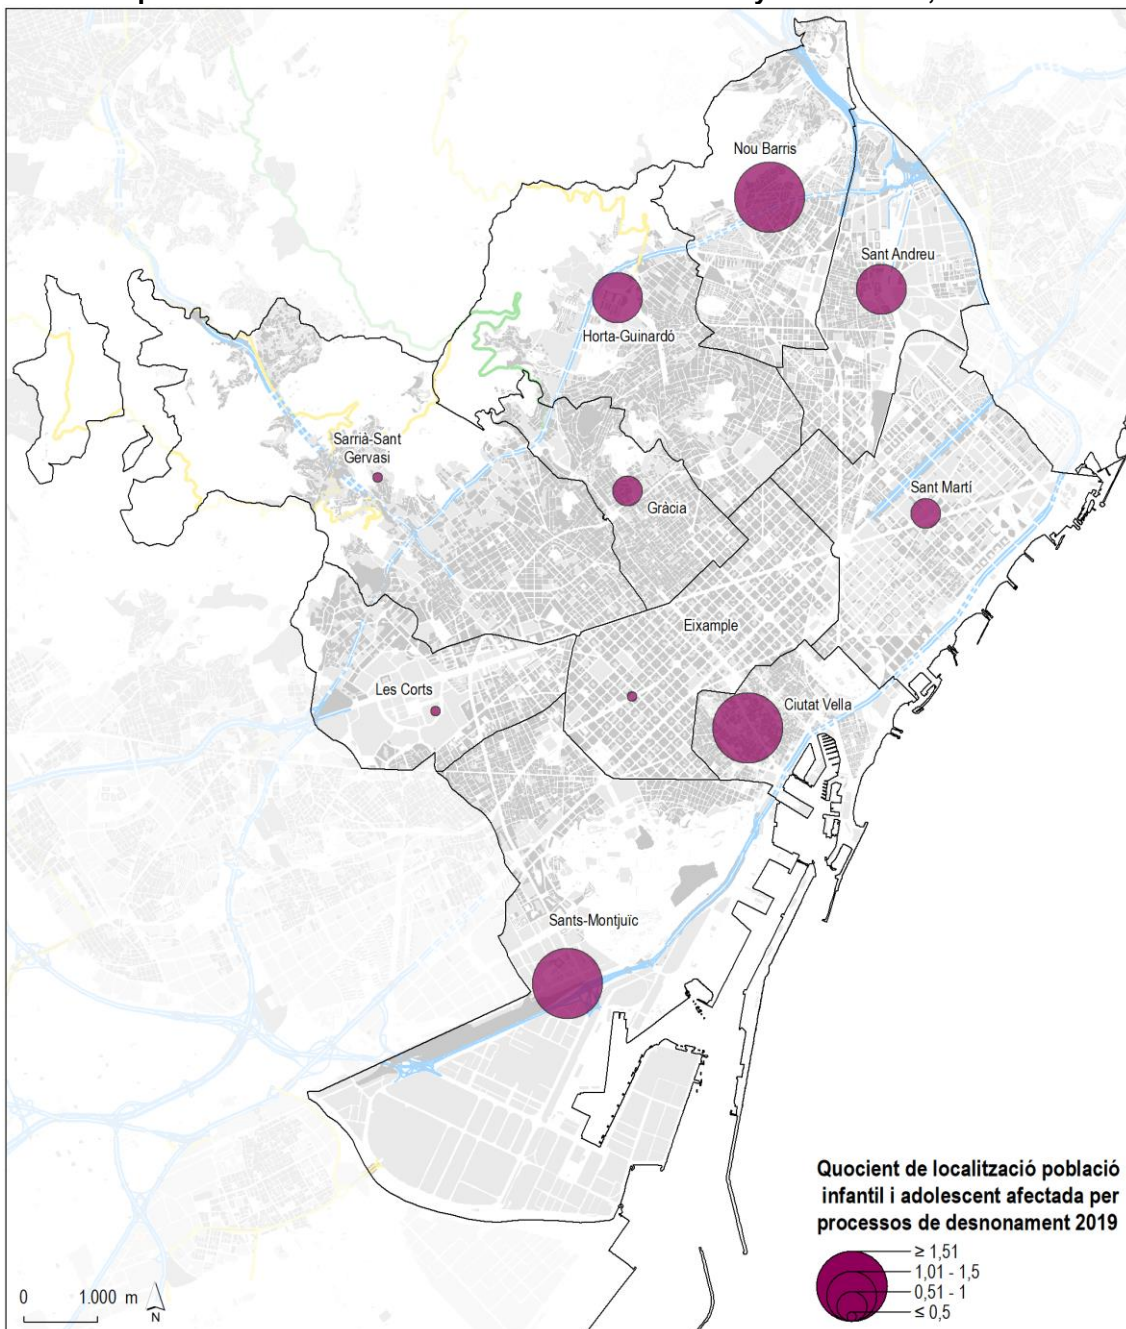 Nou Barris
Sant Andreu
Horta-Guinardó
Sarrià-Sant
Gervasi
Gràcia
Sant Martí
Eixample
Les Corts
Ciutat Vella
Sants-Montjuïc
Quocient de localització població
infantil i adolescent afectada per
processos de desnonament 2019
≥ 1,51
1,01 - 1,5
0,51 - 1
≤ 0,5
0 1.000 m
N